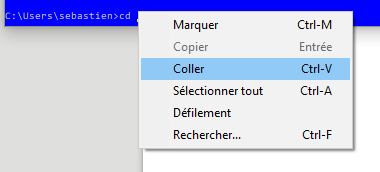 C:\Users\sebastien>cd
Marquer Ctrl-M
Copier Entrée
Coller Ctrl-V
Sélectionner tout Ctrl-A
Défilement
Rechercher... Ctrl-F